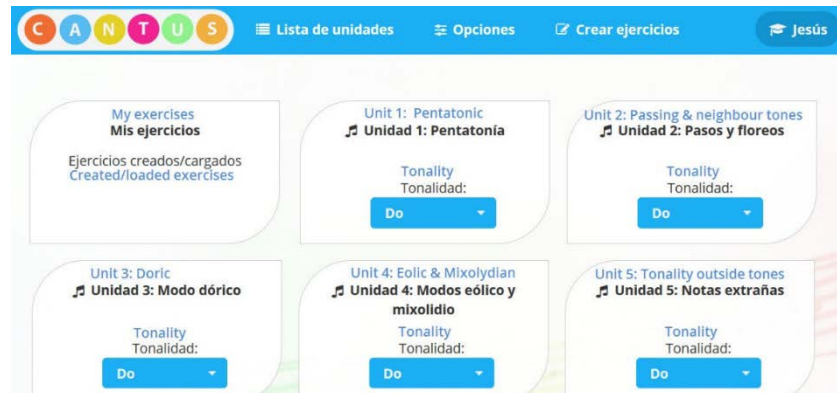 CANTUS Lista de unidades Opciones Crear ejercicios Jesús
My exercises
Mis ejercicios
Ejercicios creados/cargados
Created/loaded exercises
Unit 1: Pentatonic
Unidad 1: Pentatonía
Tonality
Tonalidad:
Do
Unit 2: Passing & neighbour tones
Unidad 2: Pasos y floreos
Tonality
Tonalidad:
Do
Unit 3: Doric
Unidad 3: Modo dórico
Tonality
Tonalidad:
Do
Unit 4: Eolic & Mixolydian
Unidad 4: Modos eólico y
mixolidio
Tonality
Tonalidad:
Do
Unit 5: Tonality outside tones
Unidad 5: Notas extrañas
Tonality
Tonalidad:
Do